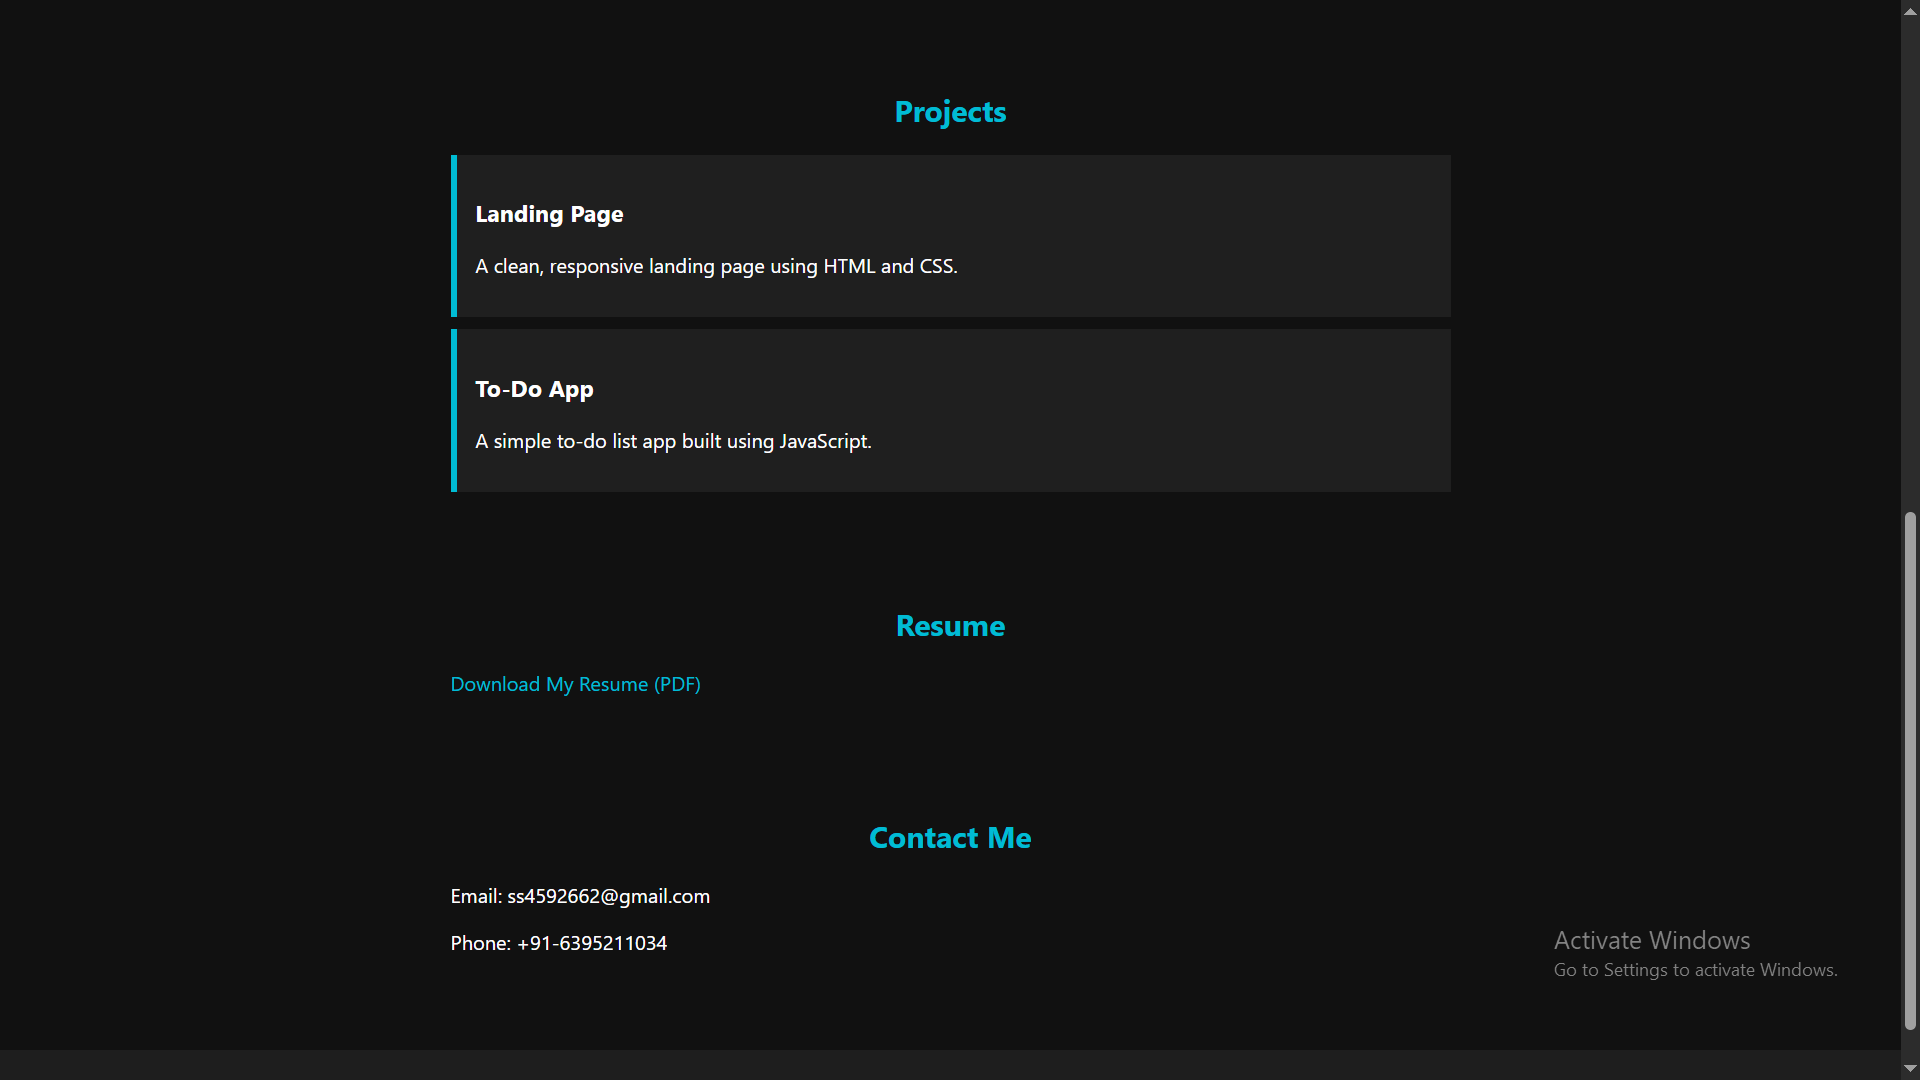 Projects
Landing Page
A clean, responsive landing page using HTML and CSS.
To-Do App
A simple to-do list app built using JavaScript.
Resume
Download My Resume (PDF)
Contact Me
Email: ss4592662@gmail.com
Phone: +91-6395211034
Activate Windows
Go to Settings to activate Windows.